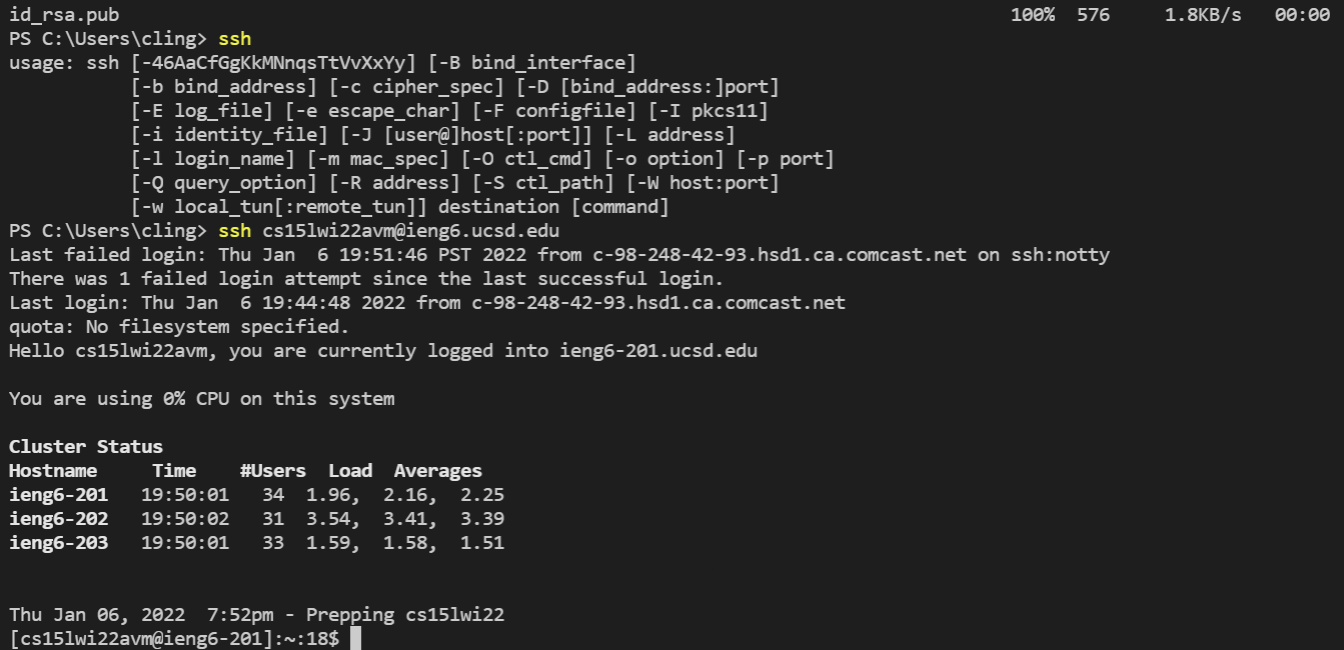 id_rsa.pub 100% 576 1.8KB/s 00:00
PS C:\Users\cling> ssh
usage: ssh [-46AaCfGgKkMNnqsTtVvXxYy] [-B bind_interface]
[-b bind_address] [-c cipher_spec] [-D [bind_address:]port]
[-E log_file] [-e escape_char] [-F configfile] [-I pkcs11]
[-i identity_file] [-J [user@]host[:port]] [-L address]
[-l login_name] [-m mac_spec] [-O ctl_cmd] [-o option] [-p port]
[-Q query_option] [-R address] [-S ctl_path] [-W host:port]
[-w local_tun[:remote_tun]] destination [command]
PS C:\Users\cling> ssh cs15lwi22avm@ieng6.ucsd.edu
Last failed login: Thu Jan  6 19:51:46 PST 2022 from c-98-248-42-93.hsd1.ca.comcast.net on ssh:notty
There was 1 failed login attempt since the last successful login.
Last login: Thu Jan  6 19:44:48 2022 from c-98-248-42-93.hsd1.ca.comcast.net
quota: No filesystem specified.
Hello cs15lwi22avm, you are currently logged into ieng6-201.ucsd.edu
You are using 0% CPU on this system
Cluster Status
Hostname Time #Users Load Averages
ieng6-201 19:50:01 34 1.96, 2.16, 2.25
ieng6-202 19:50:02 31 3.54, 3.41, 3.39
ieng6-203 19:50:01 33 1.59, 1.58, 1.51
Thu Jan 06, 2022  7:52pm - Prepping cs15lwi22
[cs15lwi22avm@ieng6-201]:~:18$